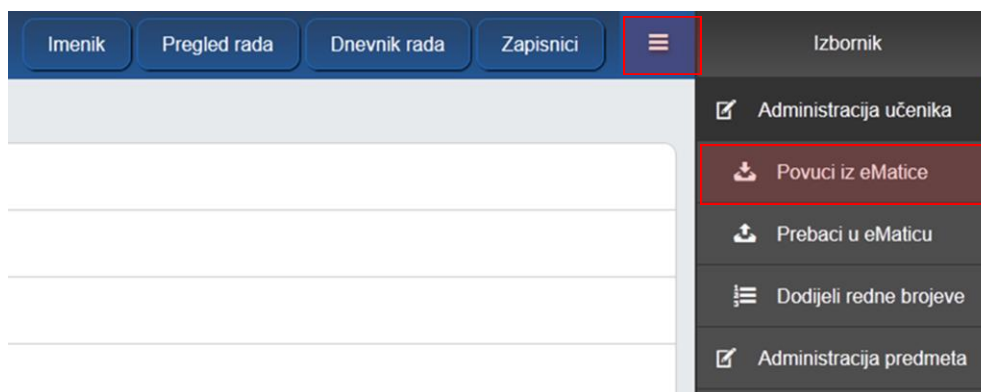 Imenik
Pregled rada
Dnevnik rada
Zapisnici
Izbornik
Administracija učenika
Povuci iz eMatice
Prebaci u eMaticu
Dodijeli redne brojeve
Administracija predmeta